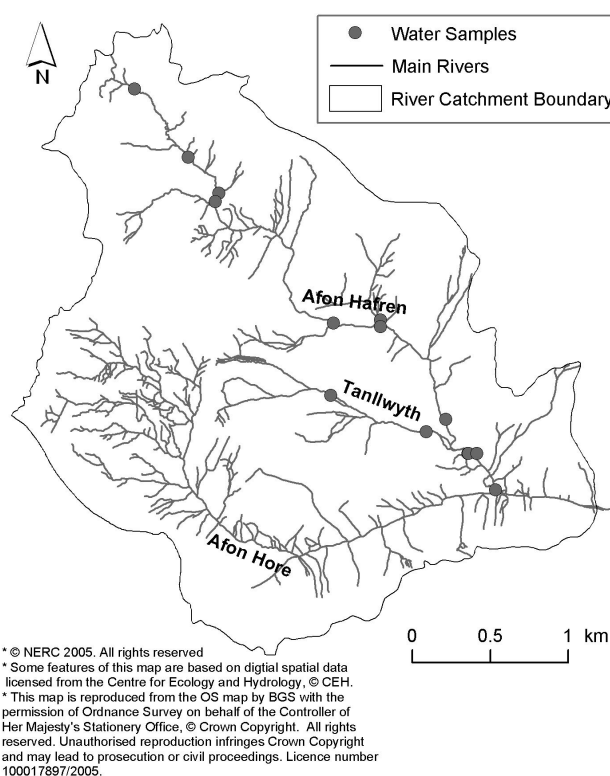 N
Water Samples
Main Rivers
River Catchment Boundary
Afon Hafren
Tanllwyth
Afon Hore
0 0.5 1 km
* © NERC 2005. All rights reserved
* Some features of this map are based on digtial spatial data
licensed from the Centre for Ecology and Hydrology, © CEH.
* This map is reproduced from the OS map by BGS with the
permission of Ordnance Survey on behalf of the Controller of
Her Majesty's Stationery Office, © Crown Copyright. All rights
reserved. Unauthorised reproduction infringes Crown Copyright
and may lead to prosecution or civil proceedings. Licence number
100017897/2005.